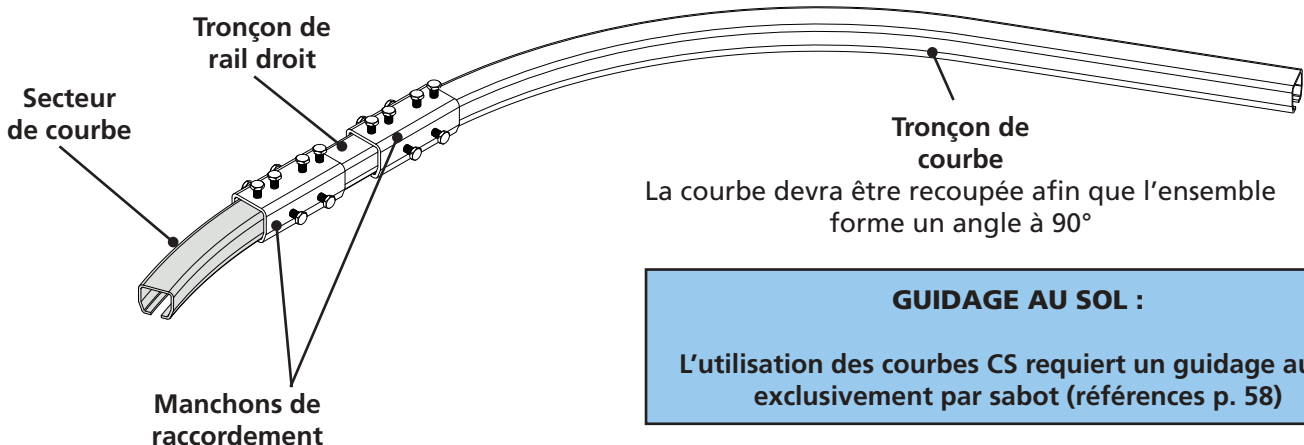 Tronçon de
rail droit
Secteur
de courbe
Tronçon de
courbe
La courbe devra être recoupée afin que l'ensemble
forme un angle à 90°
GUIDAGE AU SOL :
L'utilisation des courbes CS requiert un guidage au
exclusivement par sabot (références p. 58)
Manchons de
raccordement